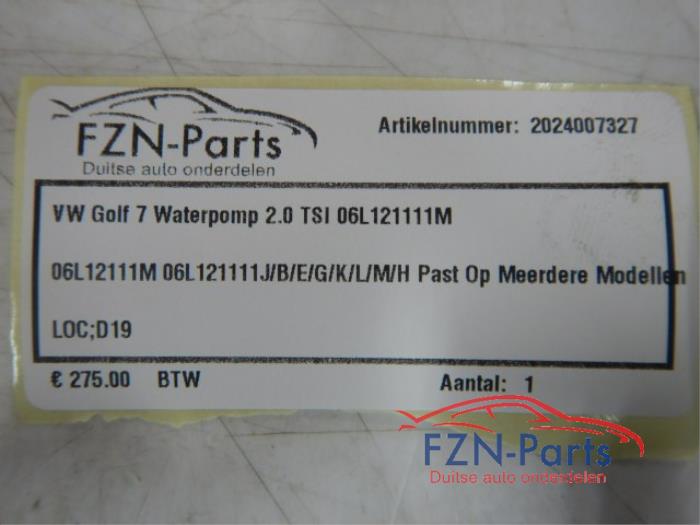 FZN-Parts
Duitse auto onderdelen
Artikelnummer: 2024007327
VW Golf 7 Waterpomp 2.0 TSI 06L121111M
06L12111M 06L121111J/B/E/G/K/L/M/H Past Op Meerdere Modellen
LOC;D19
€ 275.00 BTW
Aantal: 1
FZN-Parts
Duitse auto onderdelen